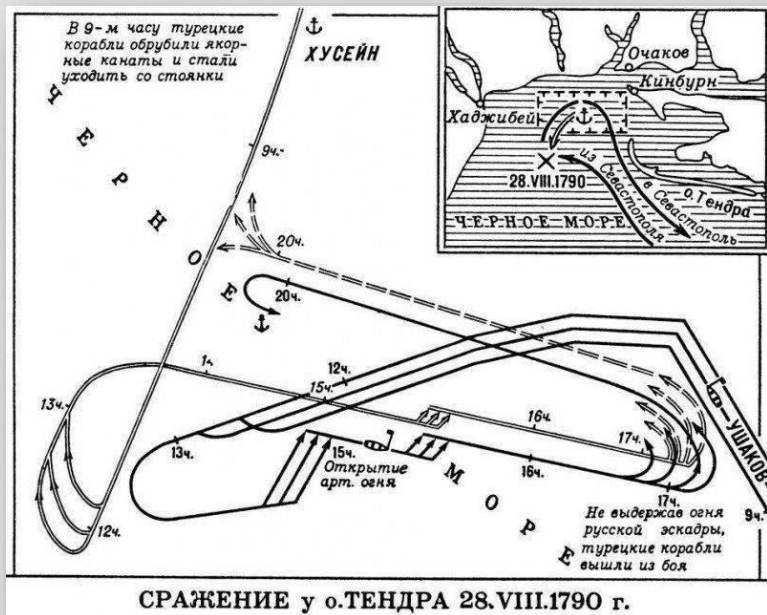 В 9-м часу турецкие
корабли обрубили якор-
ные канаты и стали
уходить со стоянки
ХУСЕЙН
ЧЕРНОЕ
МОРЕ
9ч.
20ч.
20ч.
12ч.
1ч.
15ч.
13ч.
12ч.
13ч.
15ч.
Открытие
арт. огня
16ч.
16ч.
17ч.
17ч.
УШАКОВ
9ч.
Не выдержав огня
русской эскадры,
турецкие корабли
вышли из боя
Очаков
Кинбурн
Хаджибей
28.VIII.1790
о.Тендра
из Севастополя
в Севастополь
ЧЕРНОЕ МОРЕ
СРАЖЕНИЕ у о.ТЕНДРА 28.VIII.1790 г.